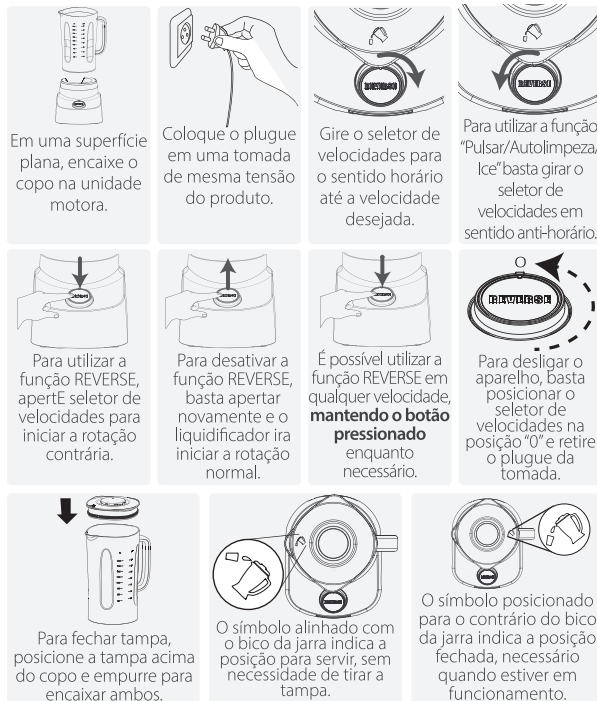 Em uma superfície
plana, encaixe o
copo na unidade
motora.
Coloque o plugue
em uma tomada
de mesma tensão
do produto.
REVERSE
Gire o seletor de
velocidades para
o sentido horário
até a velocidade
desejada.
REVERSE
Para utilizar a função
“Pulsar/Autolimpeza/
Ice” basta girar o
seletor de
velocidades em
sentido anti-horário.
REVERSE
Para utilizar a
função REVERSE,
apertE seletor de
velocidades para
iniciar a rotação
contrária.
REVERSE
Para desativar a
função REVERSE,
basta apertar
novamente e o
liquidificador ira
iniciar a rotação
normal.
REVERSE
É possível utilizar a
função REVERSE em
qualquer velocidade,
mantendo o botão
pressionado
enquanto
necessário.
O
REVERSE
Para desligar o
aparelho, basta
posicionar o
seletor de
velocidades na
posição “0” e retire
o plugue da
tomada.
Para fechar tampa,
posicione a tampa acima
do copo e empurre para
encaixar ambos.
REVERSE
O símbolo alinhado com
o bico da jarra indica a
posição para servir, sem
necessidade de tirar a
tampa.
REVERSE
O símbolo posicionado
para o contrário do bico
da jarra indica a posição
fechada, necessário
quando estiver em
funcionamento.